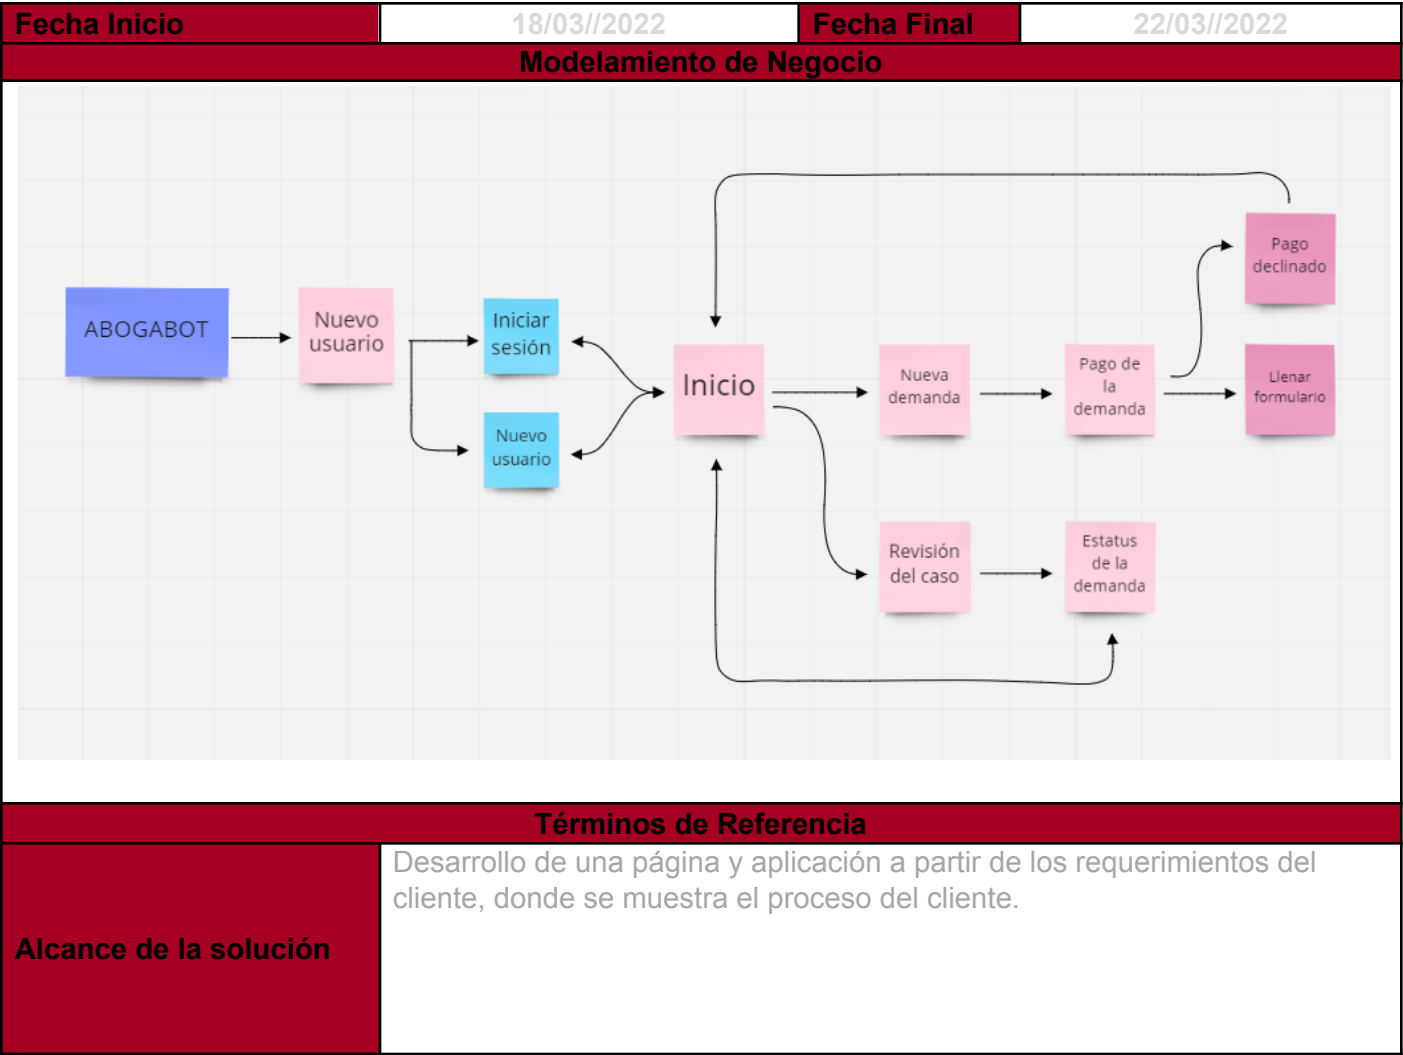 Fecha Inicio 18/03//2022 Fecha Final 22/03//2022
Modelamiento de Negocio
ABOGABOT
Nuevo
usuario
Iniciar
sesión
Nuevo
usuario
Inicio
Nueva
demanda
Pago de
la
demanda
Pago
declinado
Llenar
formulario
Revisión
del caso
Estatus
de la
demanda
Términos de Referencia
Alcance de la solución
Desarrollo de una página y aplicación a partir de los requerimientos del
cliente, donde se muestra el proceso del cliente.